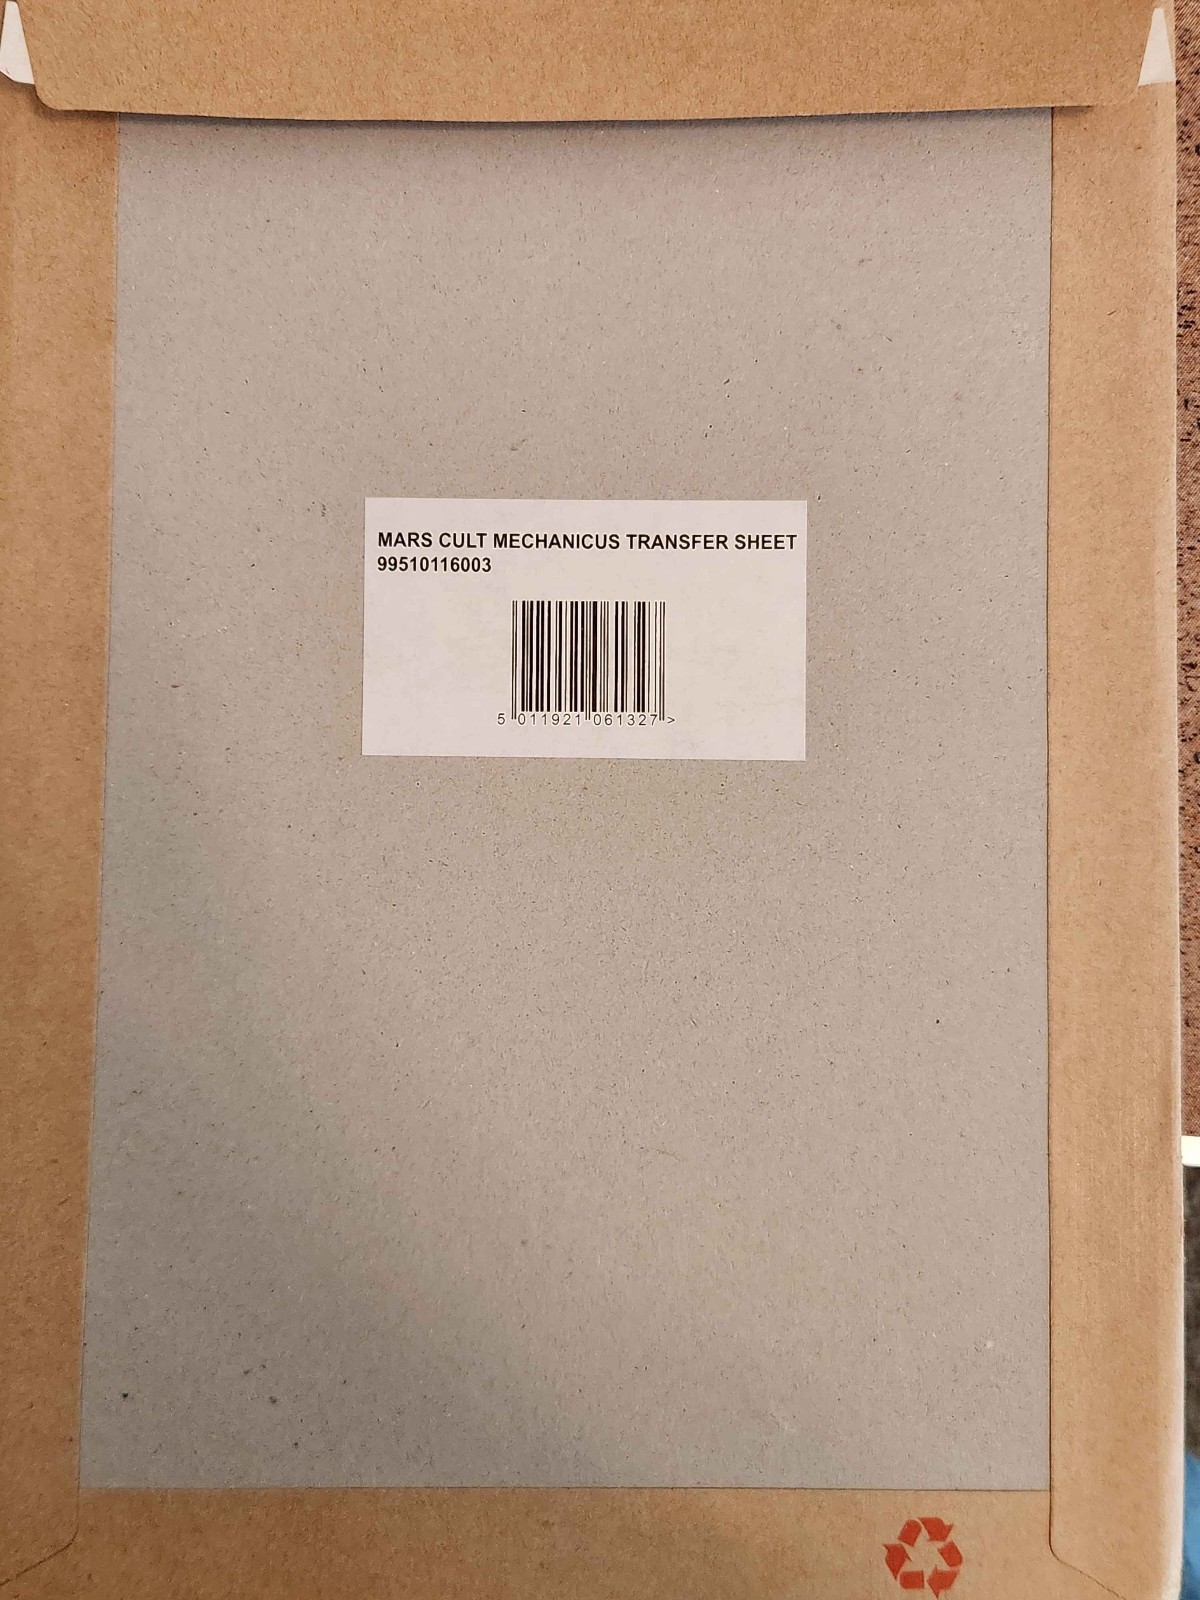 MARS CULT MECHANICUS TRANSFER SHEET
99510116003
5 011921 061327 >